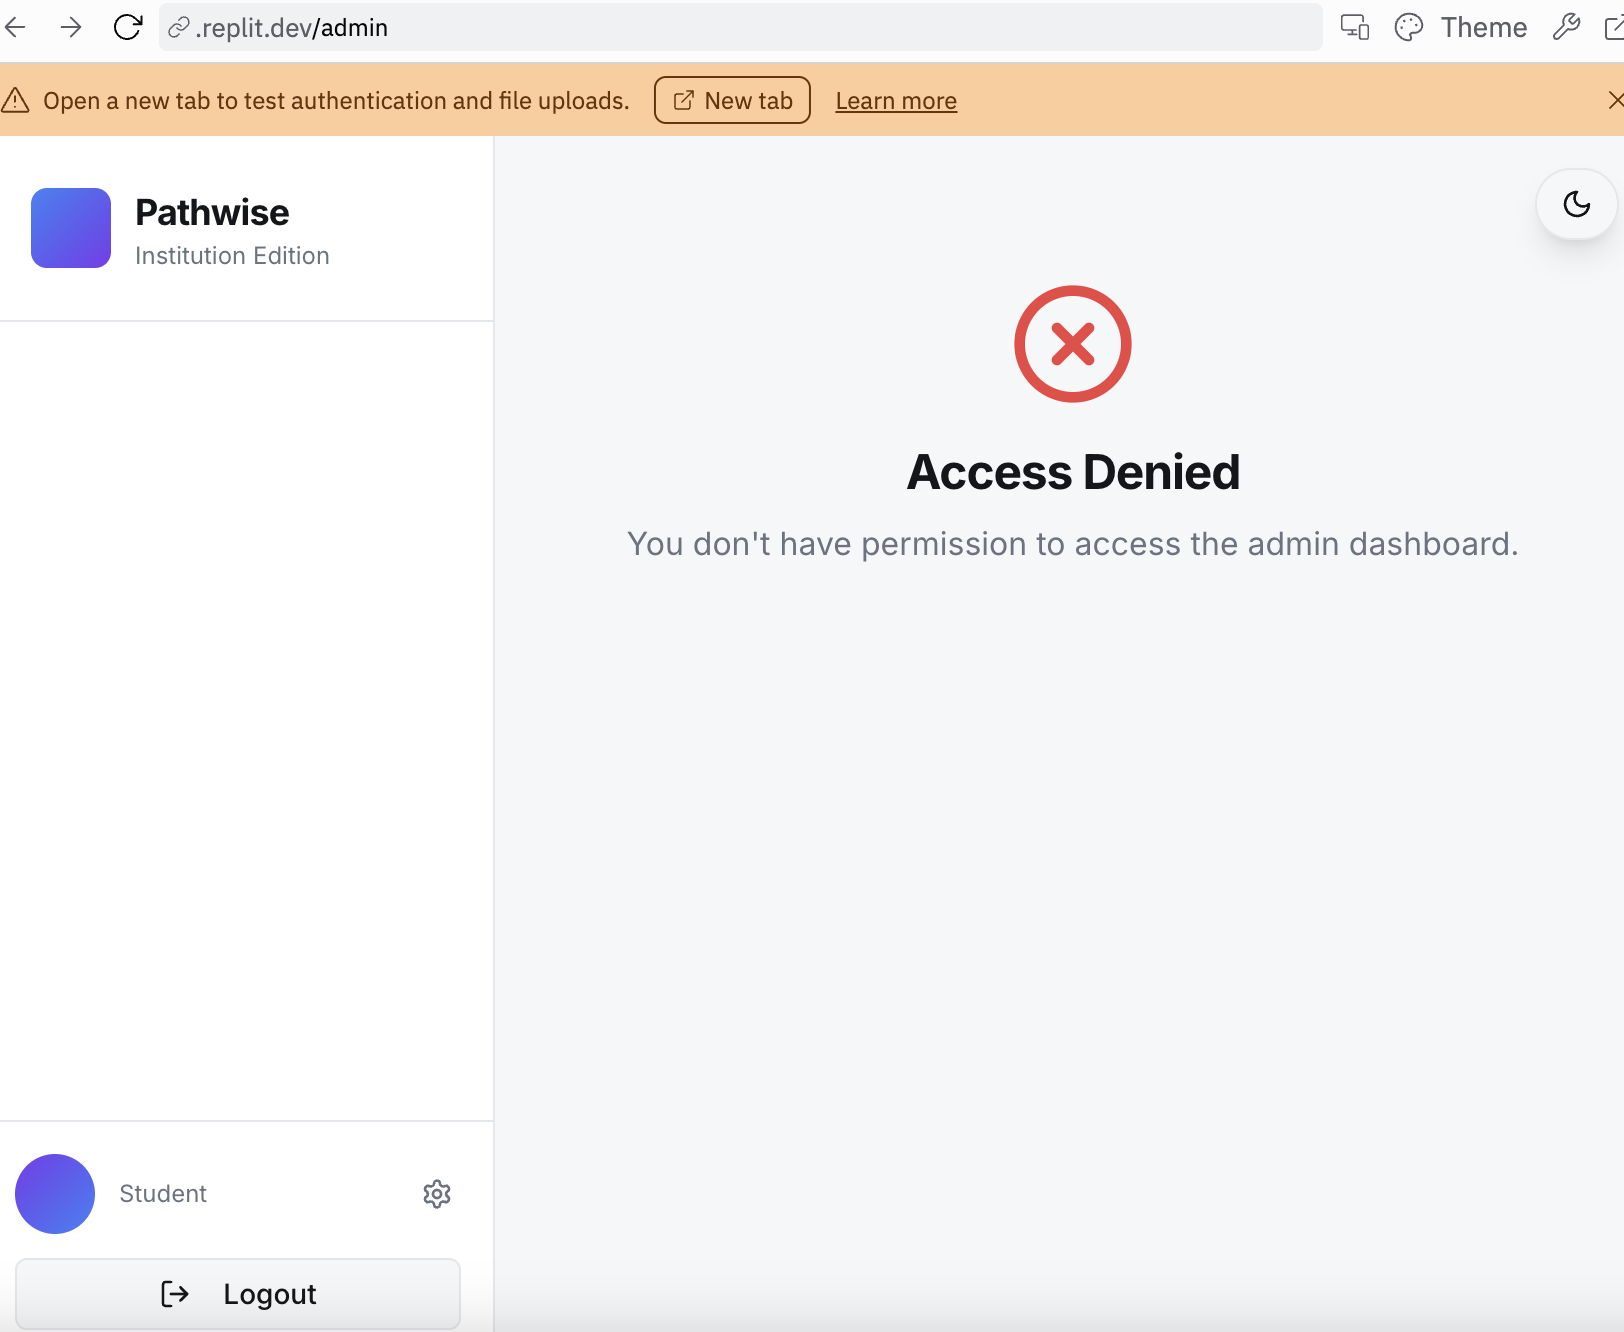 .replit.dev/admin
Theme
Open a new tab to test authentication and file uploads.
New tab
Learn more
Pathwise
Institution Edition
Access Denied
You don't have permission to access the admin dashboard.
Student
Logout